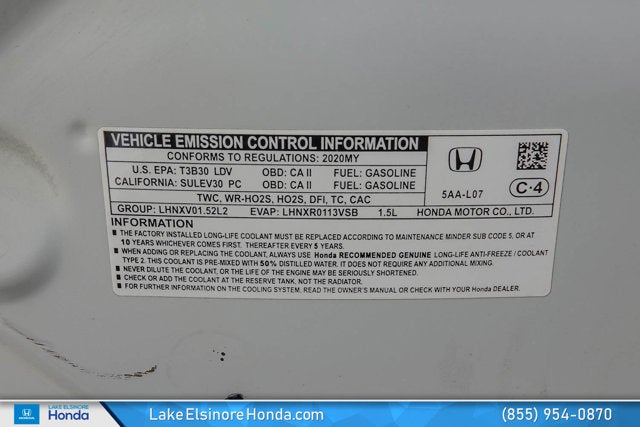 VEHICLE EMISSION CONTROL INFORMATION
CONFORMS TO REGULATIONS: 2020MY
U.S. EPA: T3B30 LDV OBD: CA II FUEL: GASOLINE
CALIFORNIA: SULEV30 PC OBD: CA II FUEL: GASOLINE
TWC, WR-HO2S, HO2S, DFI, TC, CAC
5AA-L07
C-4
GROUP: LHNXV01.52L2 EVAP: LHNXR0113VSB 1.5L HONDA MOTOR CO., LTD.
INFORMATION
■ THE FACTORY INSTALLED LONG-LIFE COOLANT MUST BE REPLACED ACCORDING TO MAINTENANCE MINDER SUB CODE 5, OR AT
10 YEARS WHICHEVER COMES FIRST. THEREAFTER EVERY 5 YEARS.
■ WHEN ADDING OR REPLACING THE COOLANT, ALWAYS USE Honda RECOMMENDED GENUINE LONG-LIFE ANTI-FREEZE / COOLANT
TYPE 2. THIS COOLANT IS PRE-MIXED WITH 50% DISTILLED WATER. IT DOES NOT REQUIRE ANY ADDITIONAL MIXING.
■ NEVER DILUTE THE COOLANT, OR THE LIFE OF THE ENGINE MAY BE SERIOUSLY SHORTENED.
■ CHECK OR ADD THE COOLANT AT THE RESERVE TANK, NOT THE RADIATOR.
■ FOR FURTHER INFORMATION ON THE COOLING SYSTEM, READ THE OWNER'S MANUAL OR CHECK WITH YOUR Honda DEALER.
HONDA
LAKE ELSINORE
Honda
LakeElsinoreHonda.com
(855) 954-0870